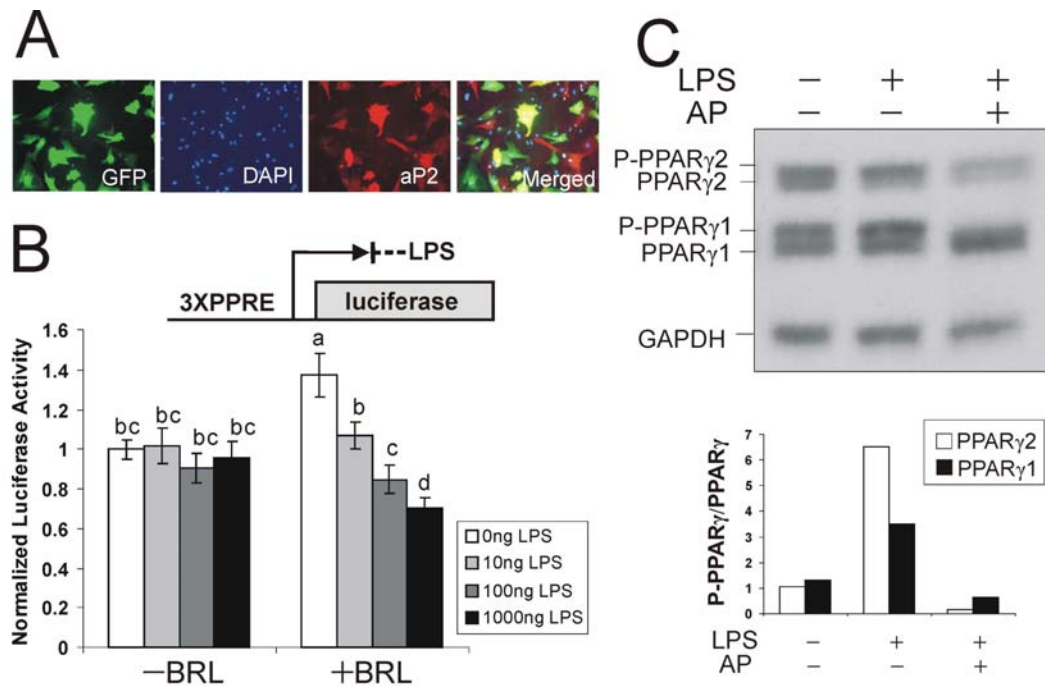 A
GFP
DAPI
aP2
Merged
B
LPS
3XPPRE
luciferase
Normalized Luciferase Activity
1.6
1.4
1.2
1
0.8
0.6
0.4
0.2
0
bc bc bc bc
a
b
c
d
0ng LPS
10ng LPS
100ng LPS
1000ng LPS
−BRL +BRL
C
LPS − + +
AP − − +
P-PPARγ2
PPARγ2
P-PPARγ1
PPARγ1
GAPDH
P-PPARγ/PPARγ
7
6
5
4
3
2
1
0
PPARγ2
PPARγ1
LPS − + +
AP − − +